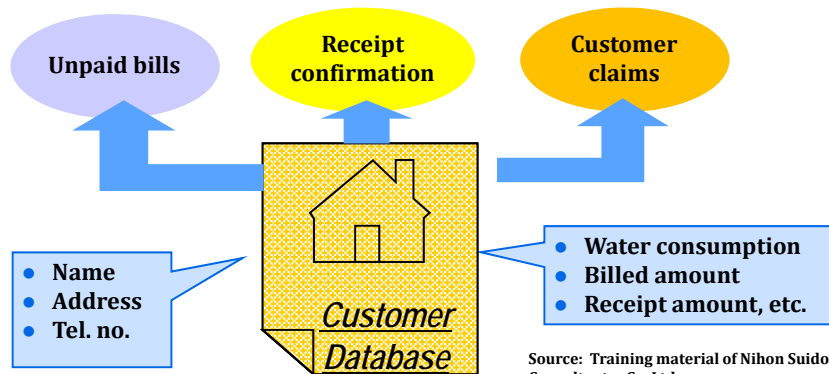 Unpaid bills
Receipt
confirmation
Customer
claims
● Name
● Address
● Tel. no.
● Water consumption
● Billed amount
● Receipt amount, etc.
Customer
Database
Source: Training material of Nihon Suido